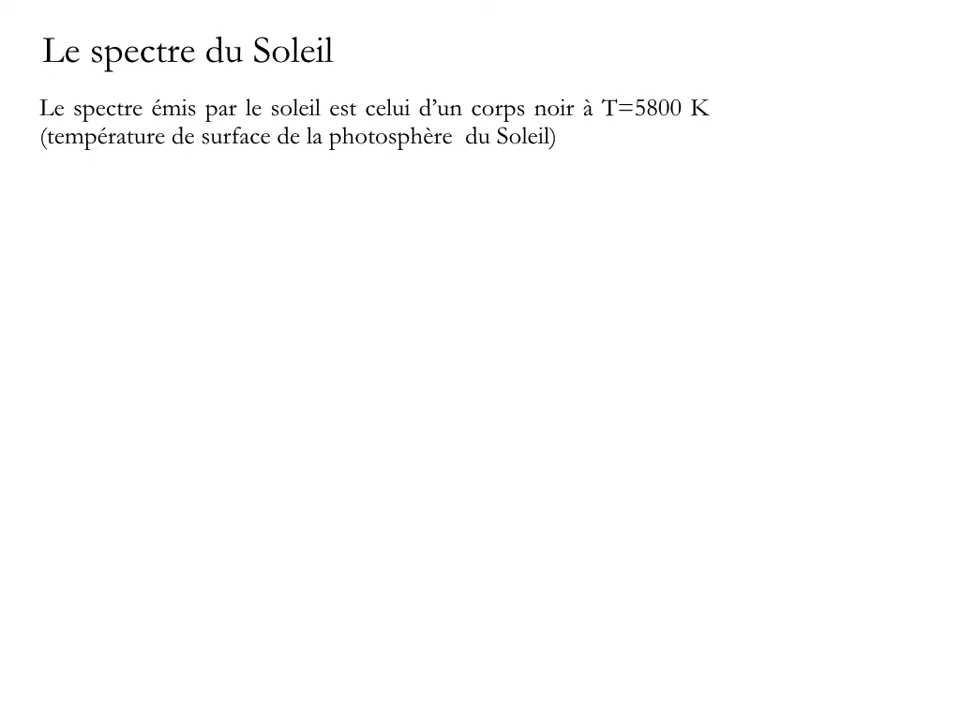 Le spectre du Soleil
Le spectre émis par le soleil est celui d’un corps noir à T=5800 K
(température de surface de la photosphère  du Soleil)